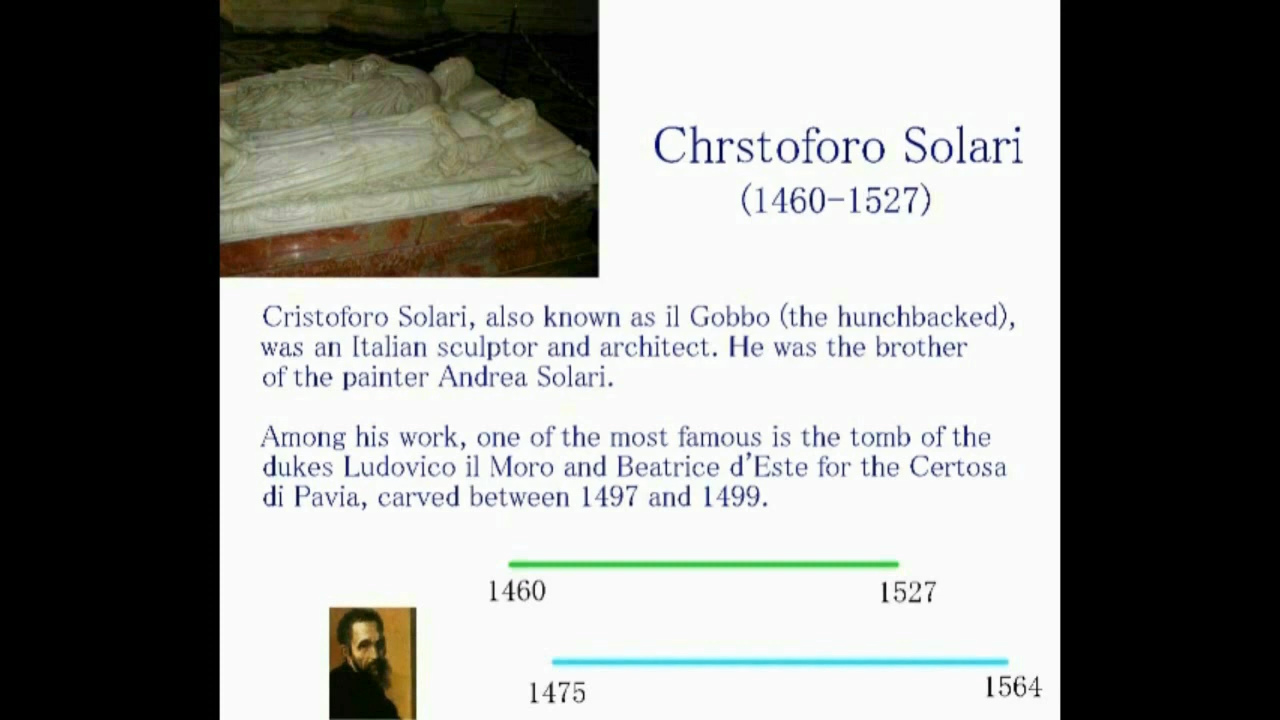 Chrstoforo Solari
(1460-1527)
Cristoforo Solari, also known as il Gobbo (the hunchbacked),
was an Italian sculptor and architect. He was the brother
of the painter Andrea Solari.
Among his work, one of the most famous is the tomb of the
dukes Ludovico il Moro and Beatrice d'Este for the Certosa
di Pavia, carved between 1497 and 1499.
1460
1527
1475
1564